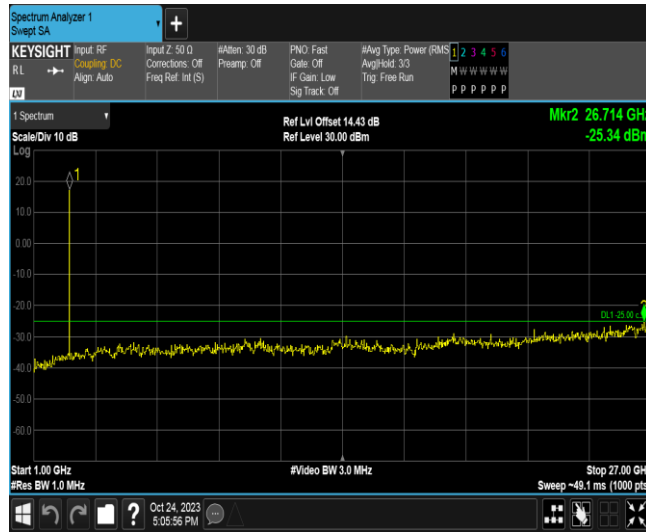 Spectrum Analyzer 1
Swept SA
+
KEYSIGHT
RL
LXI
Input: RF
Coupling: DC
Align: Auto
Input Z: 50 Ω
Corrections: Off
Freq Ref: Int (S)
#Atten: 30 dB
Preamp: Off
PNO: Fast
Gate: Off
IF Gain: Low
Sig Track: Off
#Avg Type: Power (RMS
Avg|Hold: 3/3
Trig: Free Run
1 2 3 4 5 6
M W W W W W
P P P P P P
1 Spectrum
Scale/Div 10 dB
Log
Ref Lvl Offset 14.43 dB
Ref Level 30.00 dBm
Mkr2 26.714 GHz
-25.34 dBm
1
20.0
10.0
0.00
-10.0
-20.0
DL1 -25.00
-30.0
-40.0
-50.0
-60.0
Start 1.00 GHz
#Res BW 1.0 MHz
#Video BW 3.0 MHz
Stop 27.00 GHz
Sweep ~49.1 ms (1000 pts
?
Oct 24, 2023
5:05:56 PM